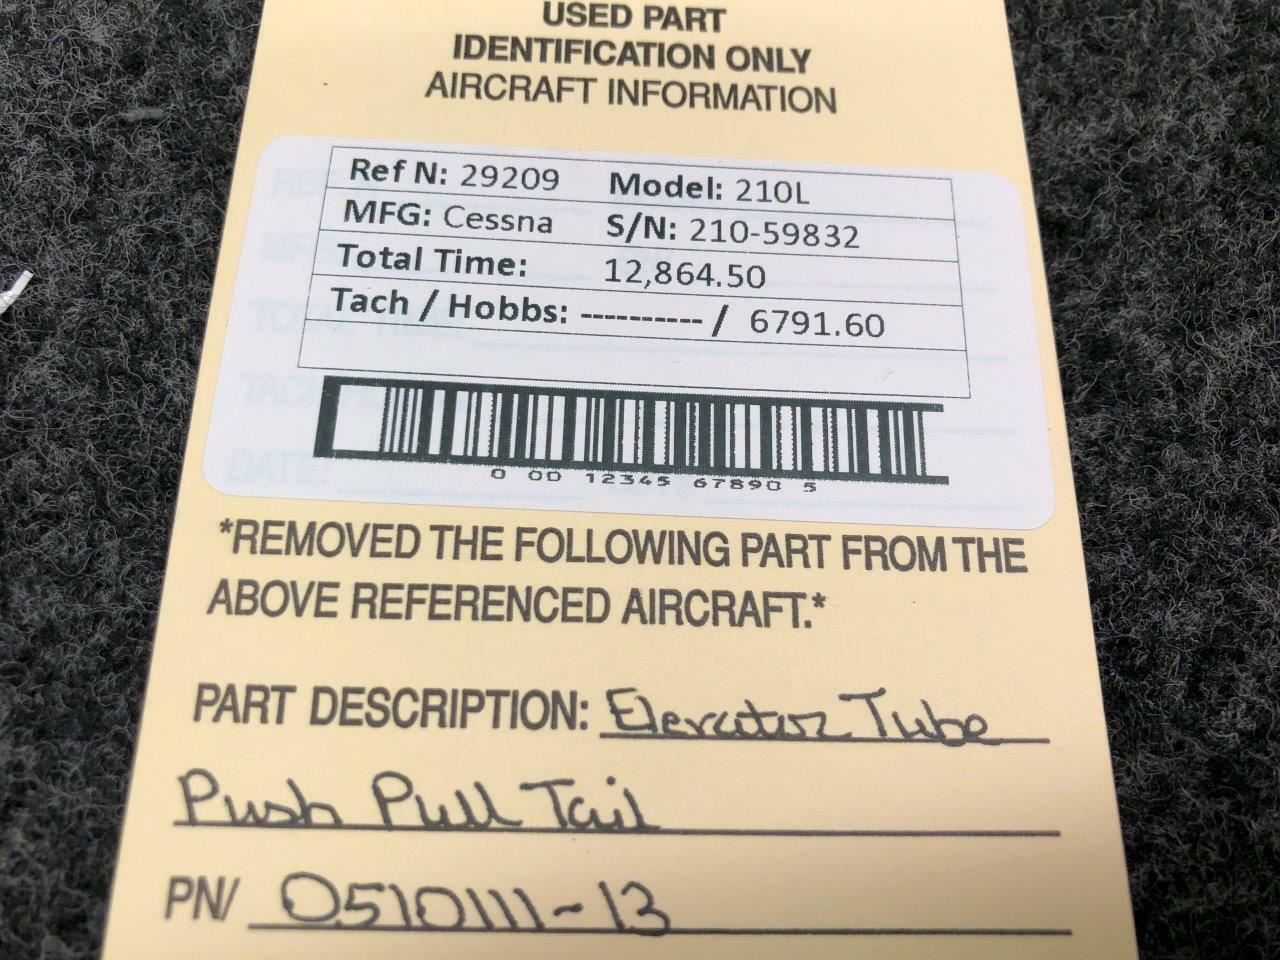 USED PART
IDENTIFICATION ONLY
AIRCRAFT INFORMATION
Ref N: 29209 Model: 210L
MFG: Cessna S/N: 210-59832
Total Time: 12,864.50
Tach / Hobbs: ---------- / 6791.60
0 00 12345 67890 5
*REMOVED THE FOLLOWING PART FROM THE
ABOVE REFERENCED AIRCRAFT.*
PART DESCRIPTION: Elevator Tube
Push Pull Tail
PN/ 0510111-13